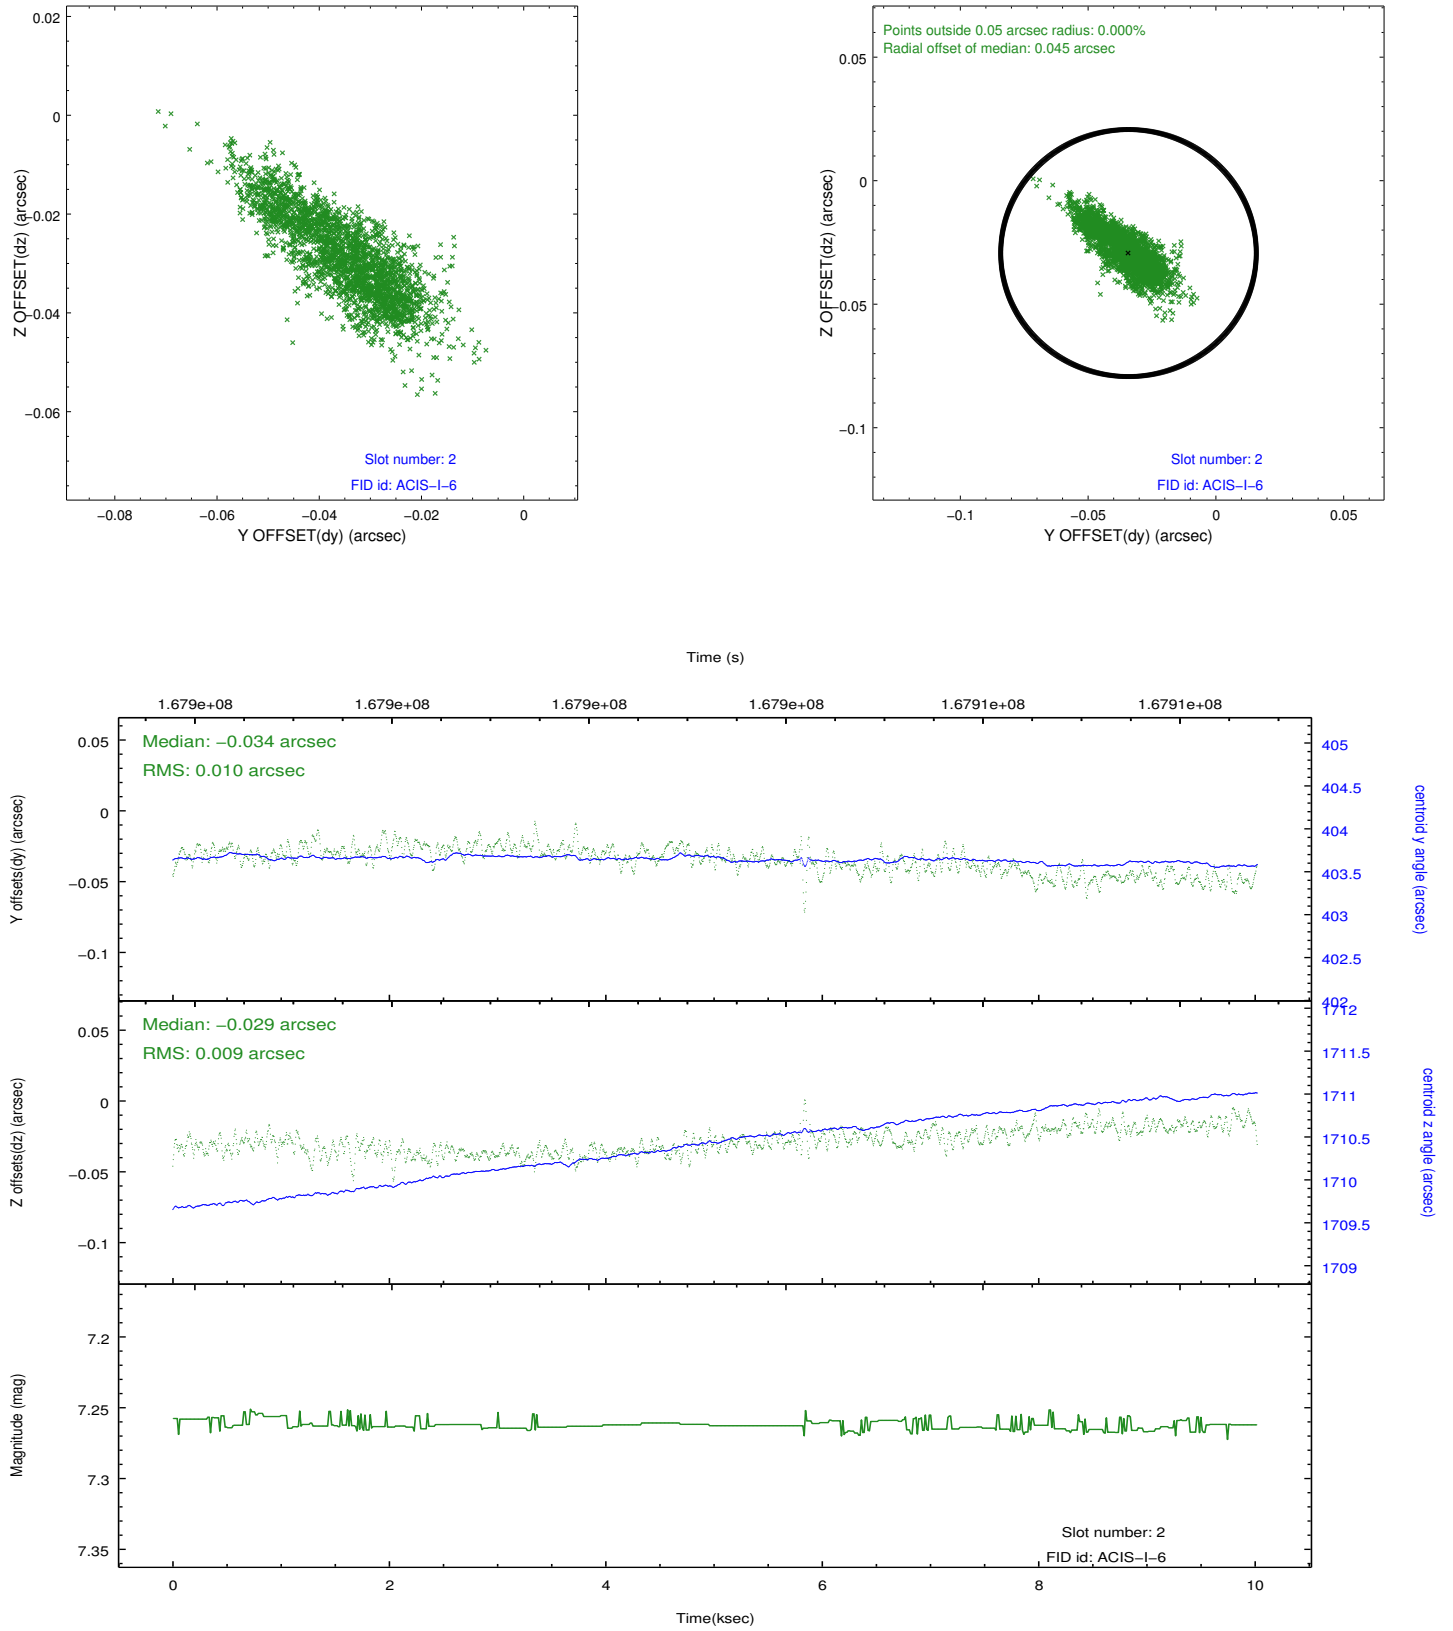 0.02
0
−0.02
−0.04
−0.06
Z OFFSET(dz) (arcsec)
Slot number: 2
FID id: ACIS−I−6
−0.08
−0.06
−0.04
−0.02
0
Y OFFSET(dy) (arcsec)
Points outside 0.05 arcsec radius: 0.000%
Radial offset of median: 0.045 arcsec
0.05
0
−0.05
−0.1
Z OFFSET(dz) (arcsec)
Slot number: 2
FID id: ACIS−I−6
−0.1
−0.05
0
0.05
Y OFFSET(dy) (arcsec)
Time (s)
1.679e+08
1.679e+08
1.679e+08
1.679e+08
1.6791e+08
1.6791e+08
Median: −0.034 arcsec
RMS: 0.010 arcsec
0.05
0
−0.05
−0.1
Y offsets(dy) (arcsec)
405
404.5
404
403.5
403
402.5
402
centroid y angle (arcsec)
Median: −0.029 arcsec
RMS: 0.009 arcsec
0.05
0
−0.05
−0.1
Z offsets(dz) (arcsec)
1712
1711.5
1711
1710.5
1710
1709.5
1709
centroid z angle (arcsec)
7.2
7.25
7.3
7.35
Magnitude (mag)
Slot number: 2
FID id: ACIS−I−6
0
2
4
6
8
10
Time(ksec)